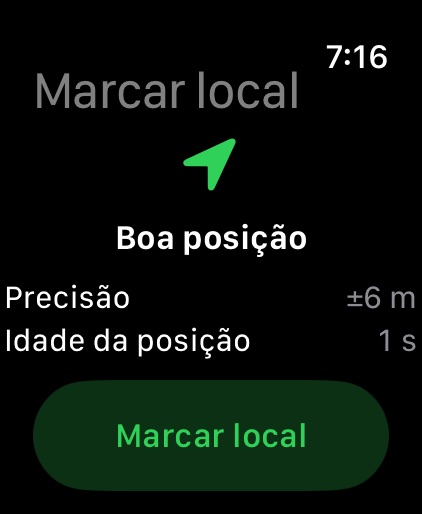 7:16
Marcar local
Boa posição
Precisão ±6 m
Idade da posição 1 s
Marcar local